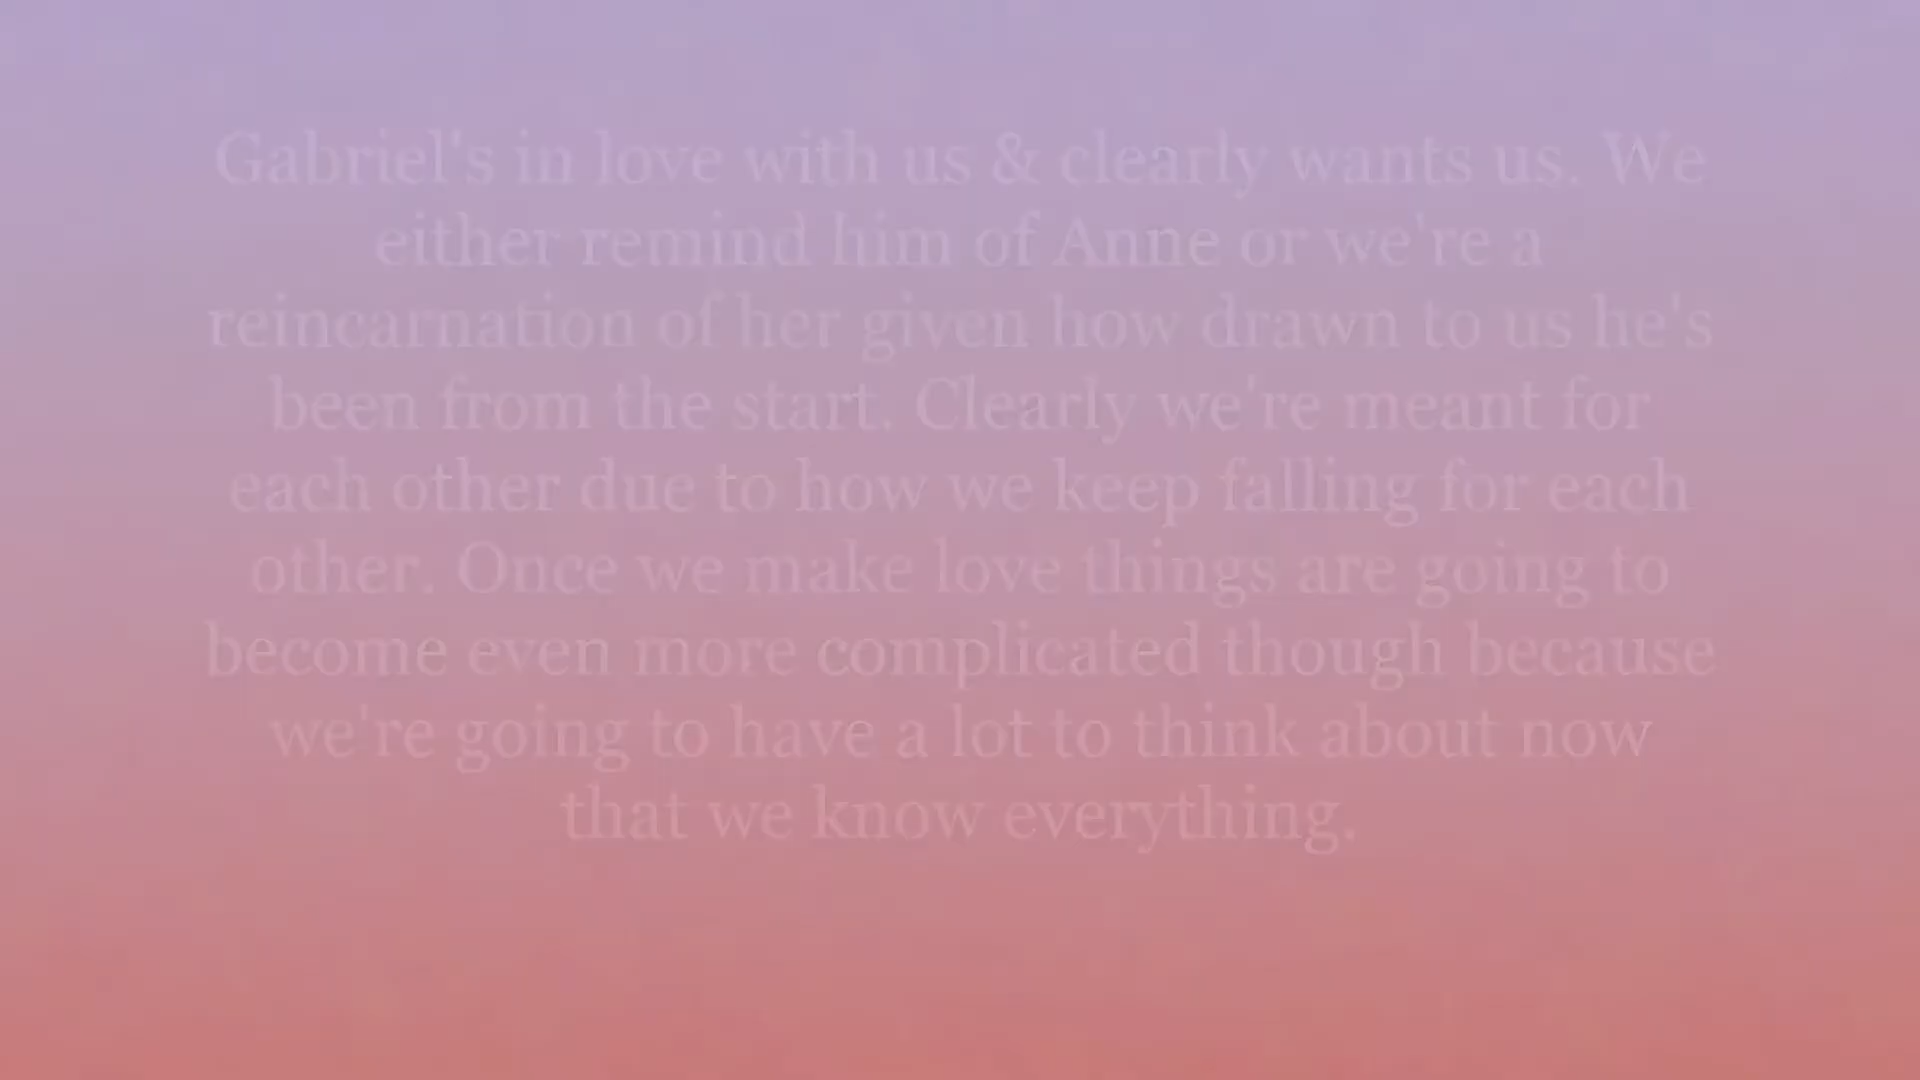 Gabriel's in love with us & clearly wants us. We
either remind him of Anne or we're a
reincarnation of her given how drawn to us he's
been from the start. Clearly we're meant for
each other due to how we keep falling for each
other. Once we make love things are going to
become even more complicated though because
we're going to have a lot to think about now
that we know everything.